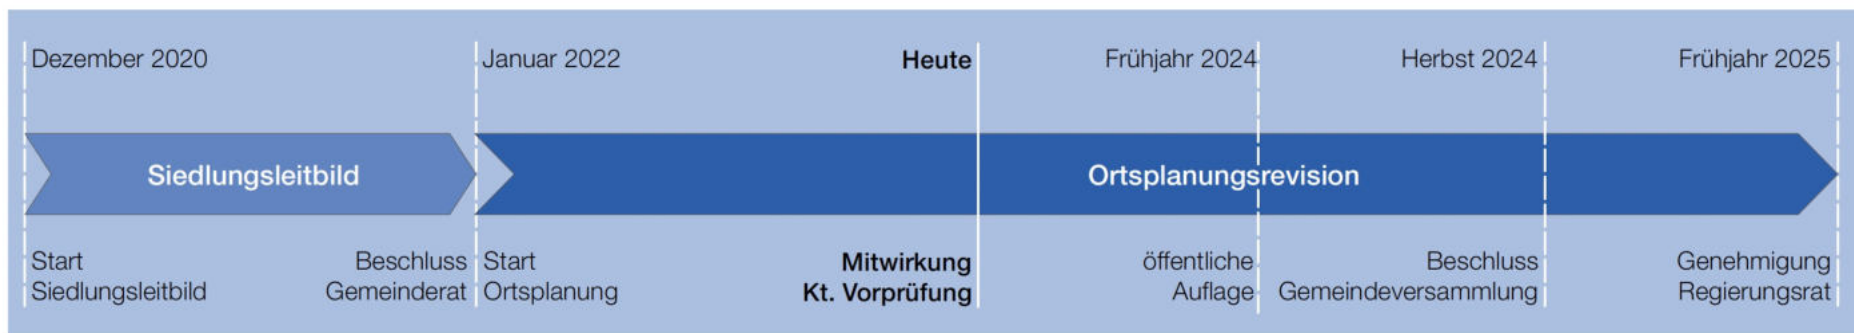 Dezember 2020
Januar 2022
Heute
Frühjahr 2024
Herbst 2024
Frühjahr 2025
Siedlungsleitbild
Ortsplanungsrevision
Start
Siedlungsleitbild
Beschluss
Gemeinderat
Start
Ortsplanung
Mitwirkung
Kt. Vorprüfung
öffentliche
Auflage
Beschluss
Gemeindeversammlung
Genehmigung
Regierungsrat